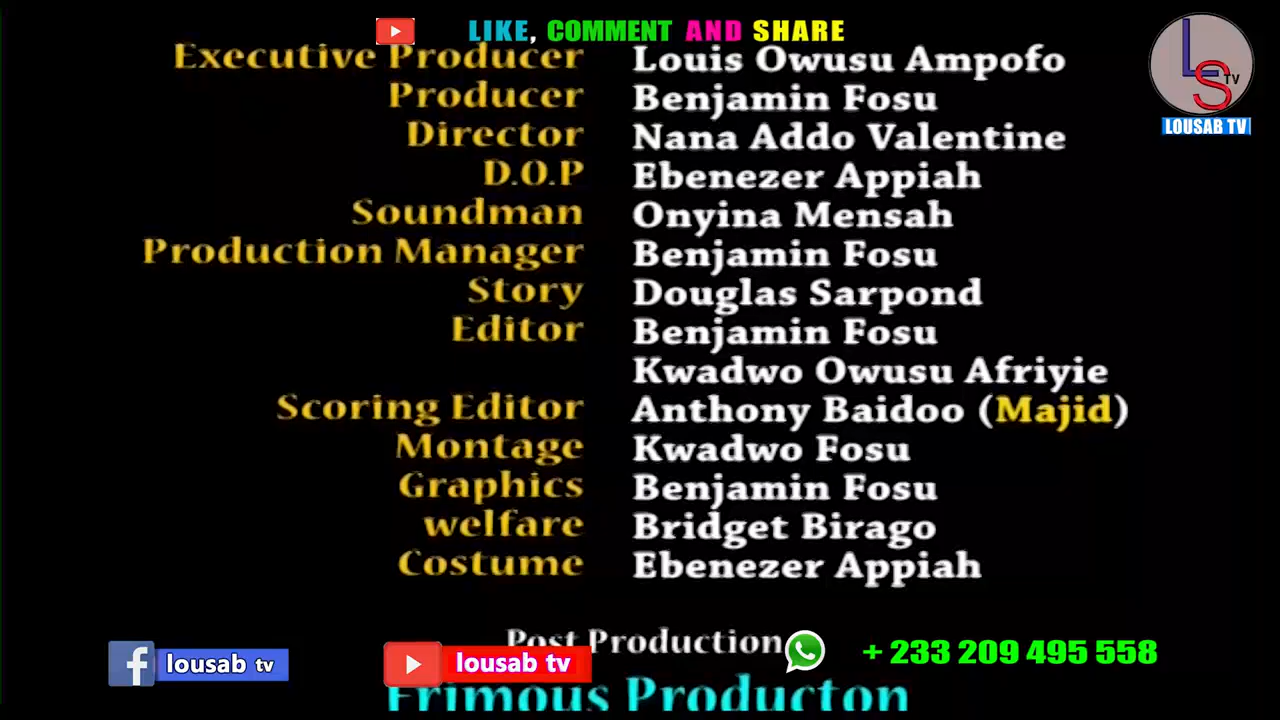 LIKE, COMMENT AND SHARE
LS TV
LOUSAB TV
Executive Producer Louis Owusu Ampofo
Producer Benjamin Fosu
Director Nana Addo Valentine
D.O.P Ebenezer Appiah
Soundman Onyina Mensah
Production Manager Benjamin Fosu
Story Douglas Sarpond
Editor Benjamin Fosu
Kwadwo Owusu Afriyie
Scoring Editor Anthony Baidoo (Majid)
Montage Kwadwo Fosu
Graphics Benjamin Fosu
welfare Bridget Birago
Costume Ebenezer Appiah
Post Production
f lousab tv
lousab tv
+ 233 209 495 558
Frimous Producton